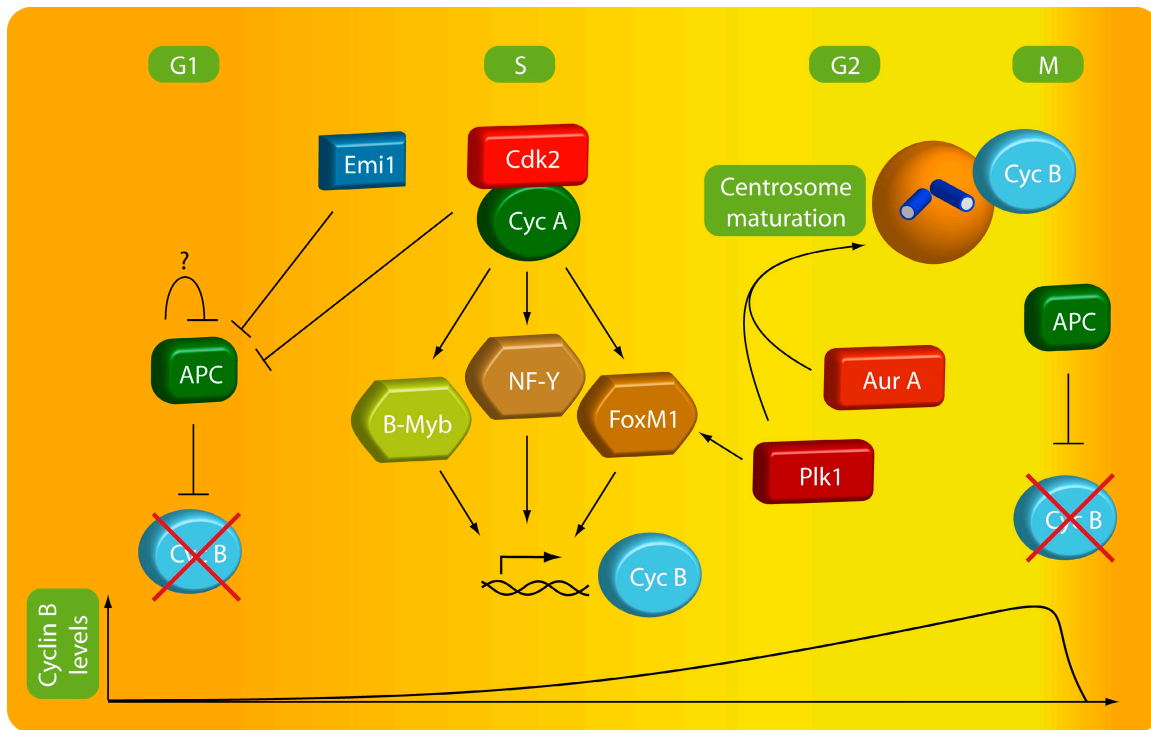 G1
S
G2
M
Emi1
Cdk2
Cyc A
Centrosome
maturation
Cyc B
?
APC
APC
NF-Y
Aur A
B-Myb
FoxM1
Plk1
Cyc B
Cyc B
Cyc B
Cyclin B
levels